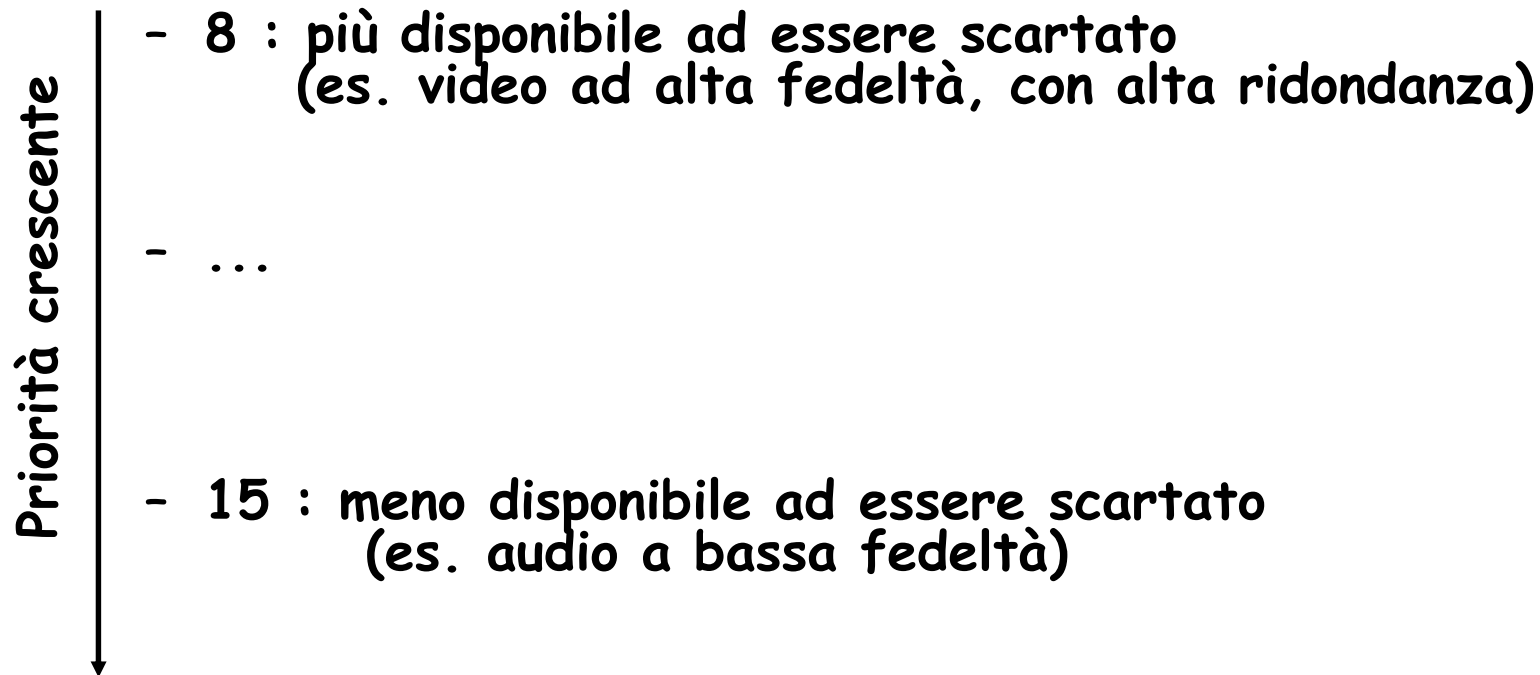 Priorità crescente
- 8 : più disponibile ad essere scartato
(es. video ad alta fedeltà, con alta ridondanza)
- ...
- 15 : meno disponibile ad essere scartato
(es. audio a bassa fedeltà)